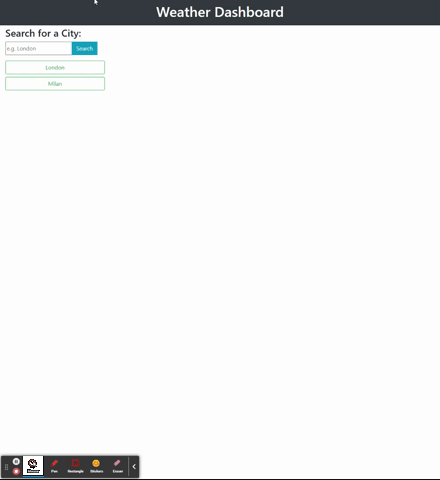 Weather Dashboard
Search for a City:
e.g. London
Search
London
Milan
Pen
Rectangle
Stickers
Eraser